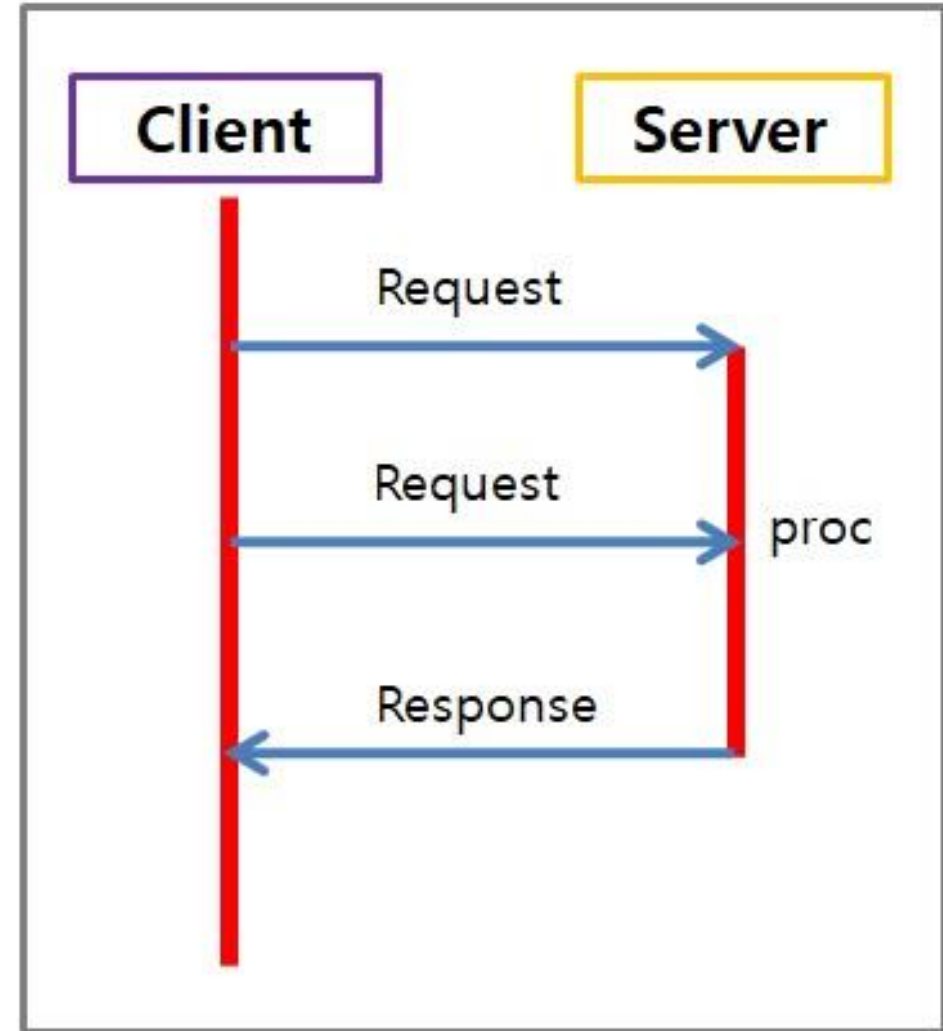 Client
Server
Request
Request
proc
Response